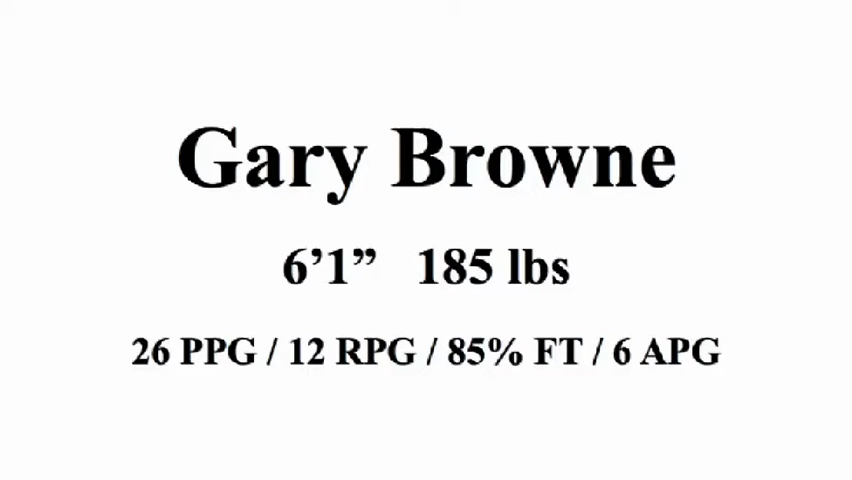 Gary Browne
6’1” 185 lbs
26 PPG / 12 RPG / 85% FT / 6 APG